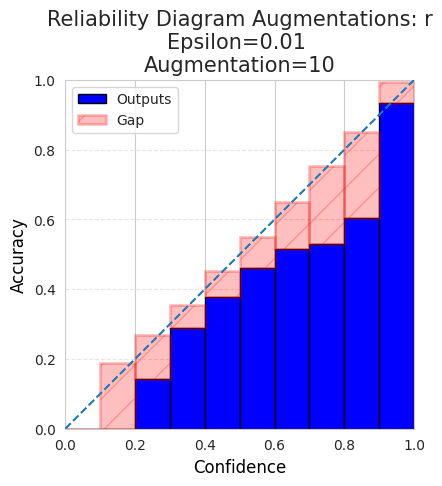 Reliability Diagram Augmentations: r
Epsilon=0.01
Augmentation=10
Outputs
Gap
1.0
0.8
0.6
0.4
0.2
0.0
Accuracy
0.0 0.2 0.4 0.6 0.8 1.0
Confidence